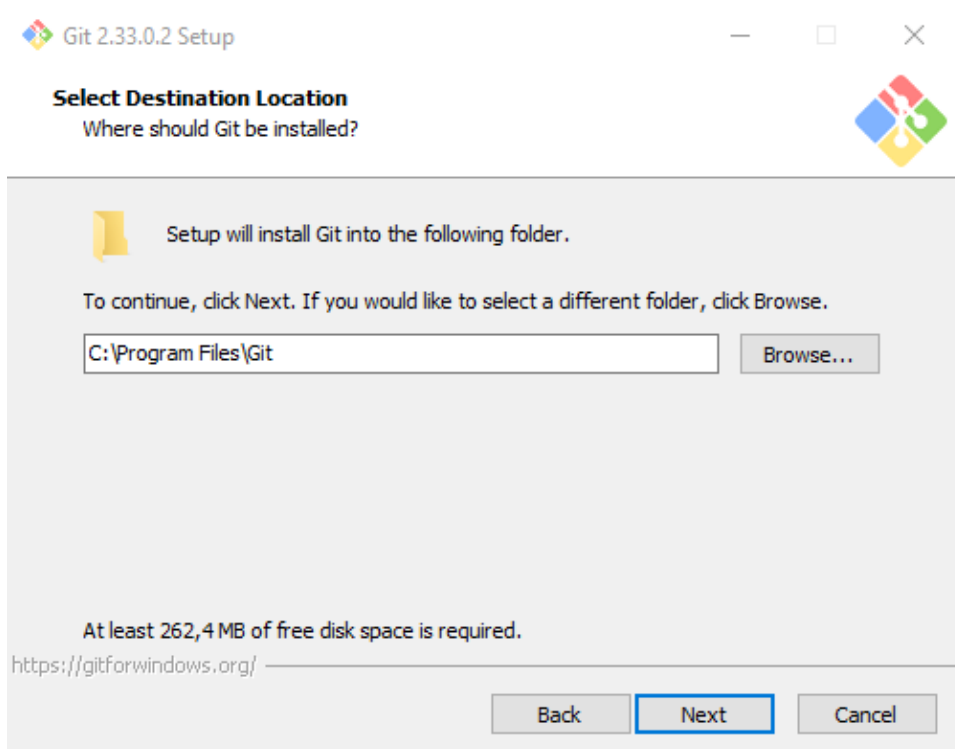 Git 2.33.0.2 Setup
Select Destination Location
Where should Git be installed?
Setup will install Git into the following folder.
To continue, click Next. If you would like to select a different folder, click Browse.
C:\Program Files\Git
Browse...
At least 262,4 MB of free disk space is required.
https://gitforwindows.org/
Back
Next
Cancel